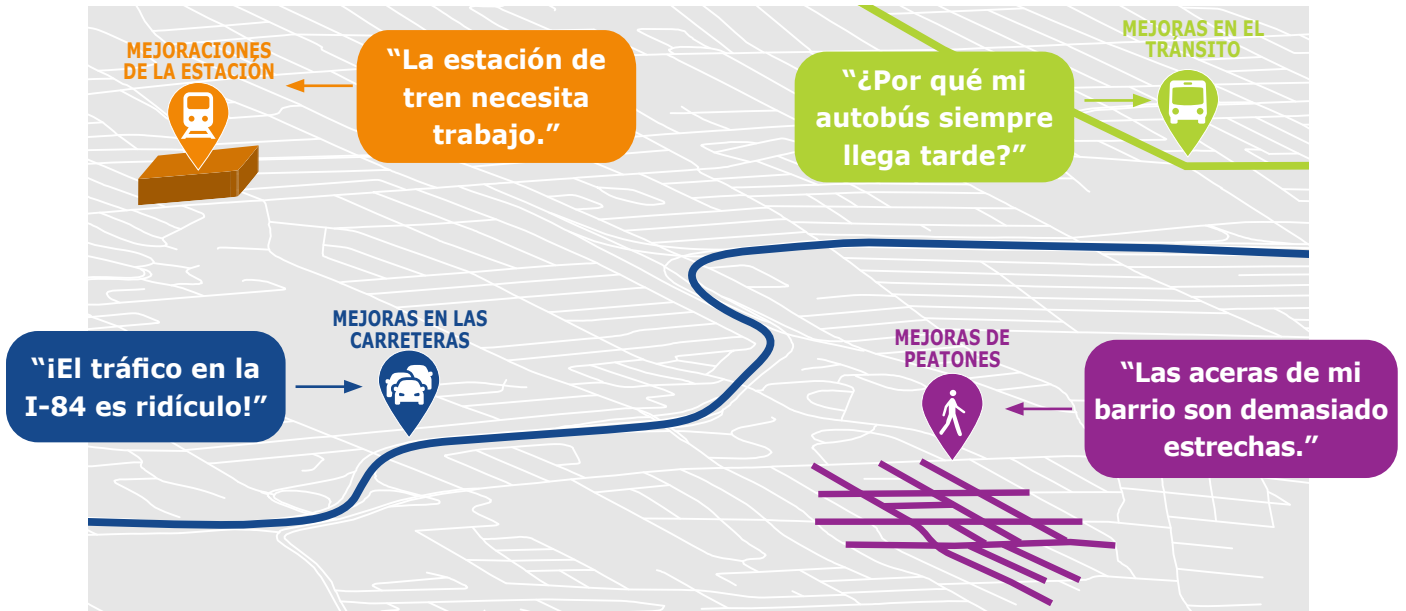 MEJORACIONES
DE LA ESTACIÓN
“La estación de
tren necesita
trabajo.”
“¿Por qué mi
autobús siempre
llega tarde?”
MEJORAS EN EL
TRÁNSITO
“¡El tráfico en la
I-84 es ridículo!”
MEJORAS EN LAS
CARRETERAS
MEJORAS DE
PEATONES
“Las aceras de mi
barrio son demasiado
estrechas.”